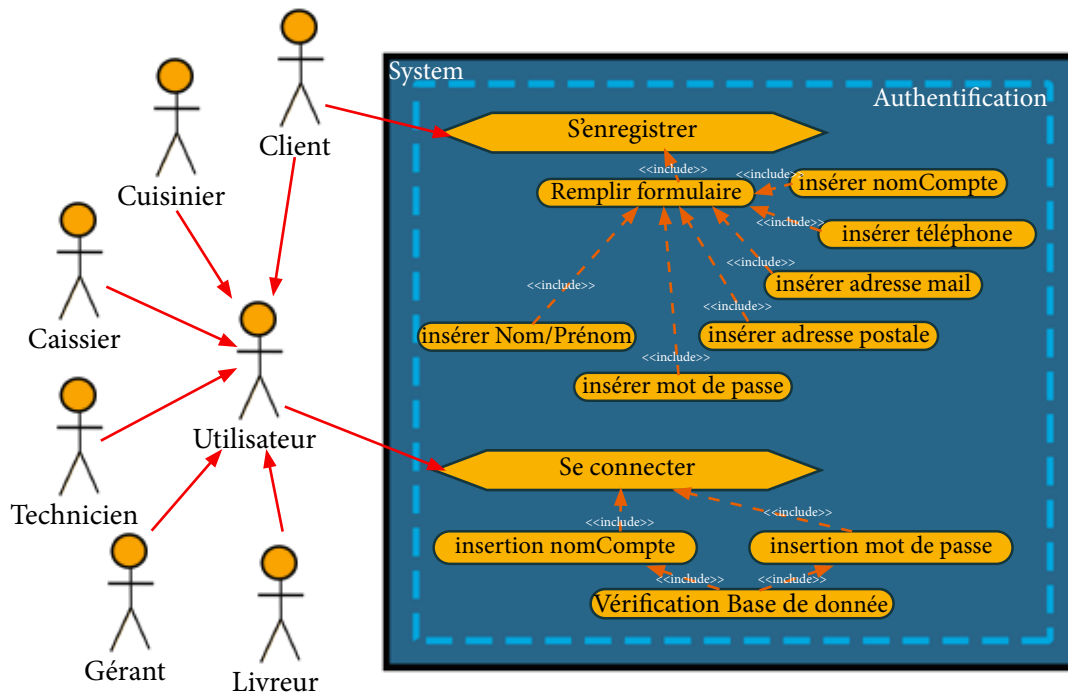 System
Authentification
Client
S'enregistrer
Cuisinier
<<include>>
<<include>>
Remplir formulaire
insérer nomCompte
<<include>>
insérer téléphone
<<include>>
insérer adresse mail
<<include>>
<<include>>
Caissier
insérer Nom/Prénom
insérer adresse postale
<<include>>
insérer mot de passe
Utilisateur
Se connecter
Technicien
<<include>>
<<include>>
insertion nomCompte
insertion mot de passe
<<include>>
<<include>>
Vérification Base de donnée
Gérant
Livreur